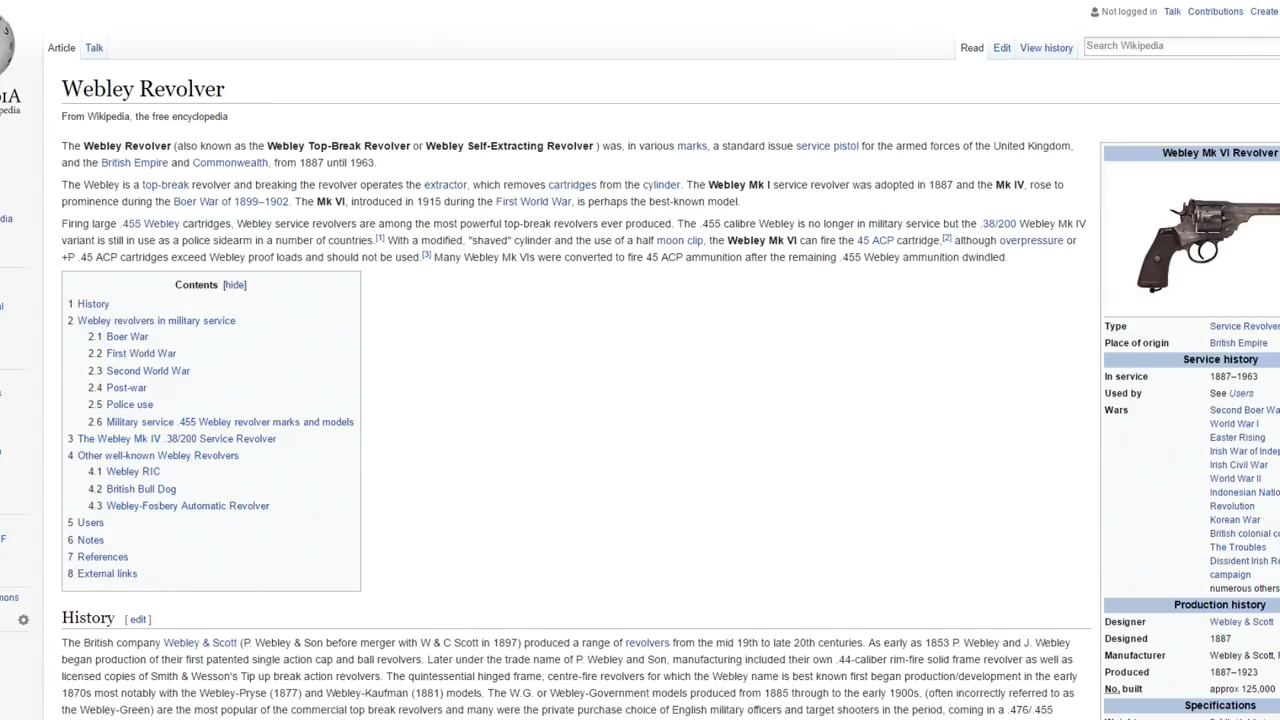 Not logged in Talk Contributions Create
Article Talk Read Edit View history Search Wikipedia
Webley Revolver
From Wikipedia, the free encyclopedia
The Webley Revolver (also known as the Webley Top-Break Revolver or Webley Self-Extracting Revolver ) was, in various marks, a standard issue service pistol for the armed forces of the United Kingdom,
and the British Empire and Commonwealth, from 1887 until 1963.
The Webley is a top-break revolver and breaking the revolver operates the extractor, which removes cartridges from the cylinder. The Webley Mk I service revolver was adopted in 1887 and the Mk IV, rose to
prominence during the Boer War of 1899–1902. The Mk VI, introduced in 1915 during the First World War, is perhaps the best-known model.
Firing large .455 Webley cartridges, Webley service revolvers are among the most powerful top-break revolvers ever produced. The .455 calibre Webley is no longer in military service but the .38/200 Webley Mk IV
variant is still in use as a police sidearm in a number of countries.[1] With a modified, "shaved" cylinder and the use of a half moon clip, the Webley Mk VI can fire the 45 ACP cartridge,[2] although overpressure or
+P .45 ACP cartridges exceed Webley proof loads and should not be used.[3] Many Webley Mk VIs were converted to fire 45 ACP ammunition after the remaining .455 Webley ammunition dwindled.
Contents [hide]
1 History
2 Webley revolvers in military service
2.1 Boer War
2.2 First World War
2.3 Second World War
2.4 Post-war
2.5 Police use
2.6 Military service .455 Webley revolver marks and models
3 The Webley Mk IV .38/200 Service Revolver
4 Other well-known Webley Revolvers
4.1 Webley RIC
4.2 British Bull Dog
4.3 Webley-Fosbery Automatic Revolver
5 Users
6 Notes
7 References
8 External links
History [ edit ]
The British company Webley & Scott (P. Webley & Son before merger with W & C Scott in 1897) produced a range of revolvers from the mid 19th to late 20th centuries. As early as 1853 P. Webley and J. Webley
began production of their first patented single action cap and ball revolvers. Later under the trade name of P. Webley and Son, manufacturing included their own .44-caliber rim-fire solid frame revolver as well as
licensed copies of Smith & Wesson's Tip up break action revolvers. The quintessential hinged frame, centre-fire revolvers for which the Webley name is best known first began production/development in the early
1870s most notably with the Webley-Pryse (1877) and Webley-Kaufman (1881) models. The W.G. or Webley-Government models produced from 1885 through to the early 1900s, (often incorrectly referred to as
the Webley-Green) are the most popular of the commercial top break revolvers and many were the private purchase choice of English military officers and target shooters in the period, coming in a .476/.455
Webley Mk VI Revolver
Type Service Revolver
Place of origin British Empire
Service history
In service 1887–1963
Used by See Users
Wars Second Boer Wa
World War I
Easter Rising
Irish War of Indep
Irish Civil War
World War II
Indonesian Natio
Revolution
Korean War
British colonial co
The Troubles
Dissident Irish Re
campaign
numerous others
Production history
Designer Webley & Scott
Designed 1887
Manufacturer Webley & Scott,
Produced 1887–1923
No. built approx 125,000
Specifications